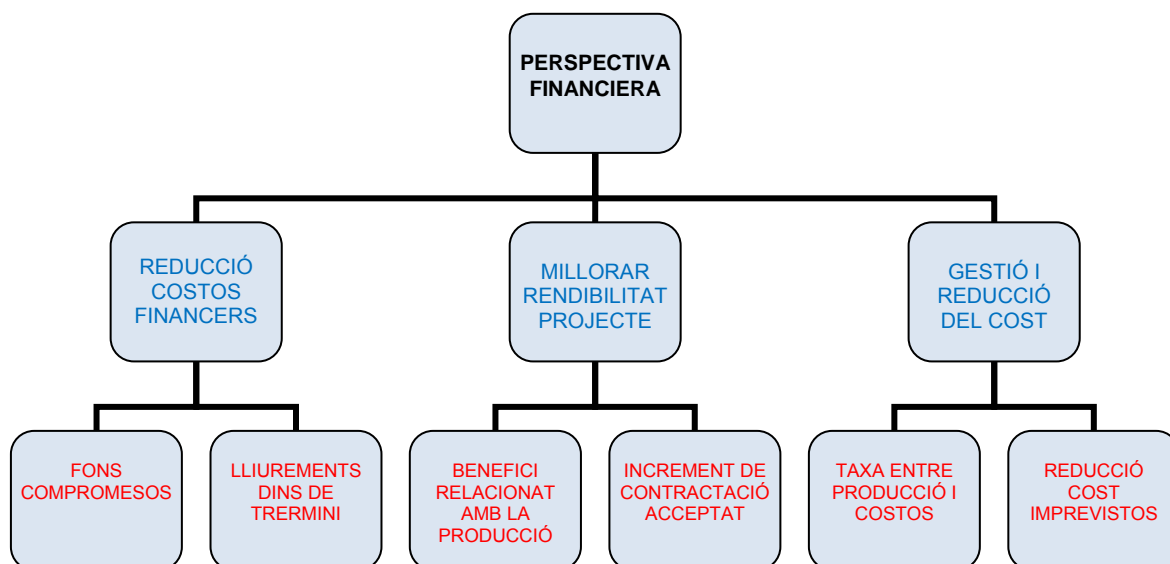 PERSPECTIVA
FINANCIERA
REDUCCIÓ
COSTOS
FINANCERS
MILLORAR
RENDIBILITAT
PROJECTE
GESTIÓ I
REDUCCIÓ
DEL COST
FONS
COMPROMESOS
LLIUREMENTS
DINS DE
TRERMINI
BENEFICI
RELACIONAT
AMB LA
PRODUCCIÓ
INCREMENT DE
CONTRACTACIÓ
ACCEPTAT
TAXA ENTRE
PRODUCCIÓ I
COSTOS
REDUCCIÓ
COST
IMPREVISTOS